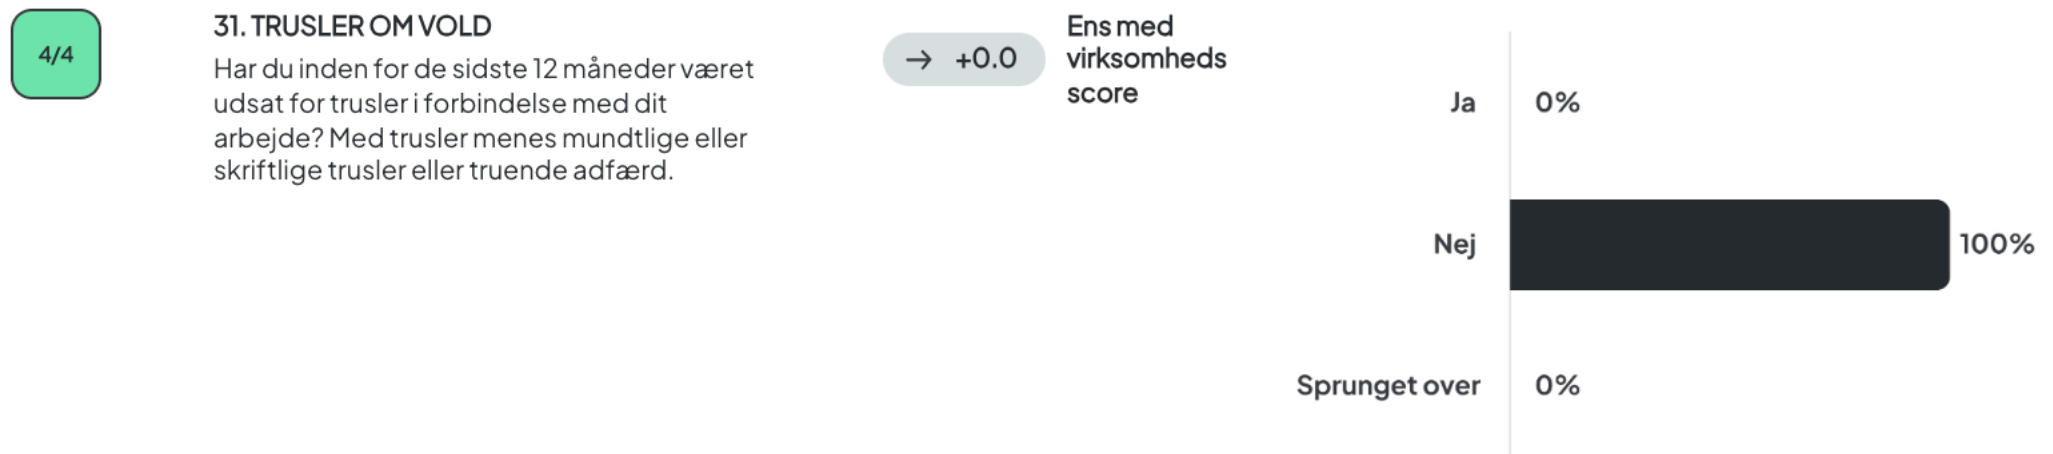 4/4
31. TRUSLER OM VOLD
Har du inden for de sidste 12 måneder været
udsat for trusler i forbindelse med dit
arbejde? Med trusler menes mundtlige eller
skriftlige trusler eller truende adfærd.
→ +0.0
Ens med
virksomheds
score
Ja 0%
Nej 100%
Sprunget over 0%